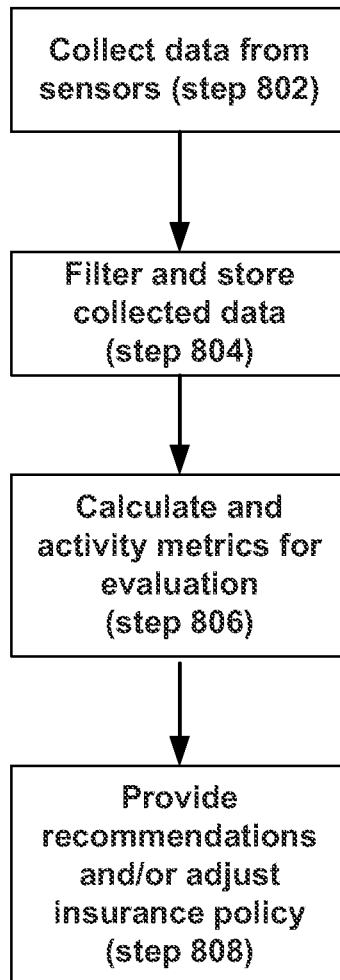 Collect data from
sensors (step 802)
Filter and store
collected data
(step 804)
Calculate and
activity metrics for
evaluation
(step 806)
Provide
recommendations
and/or adjust
insurance policy
(step 808)